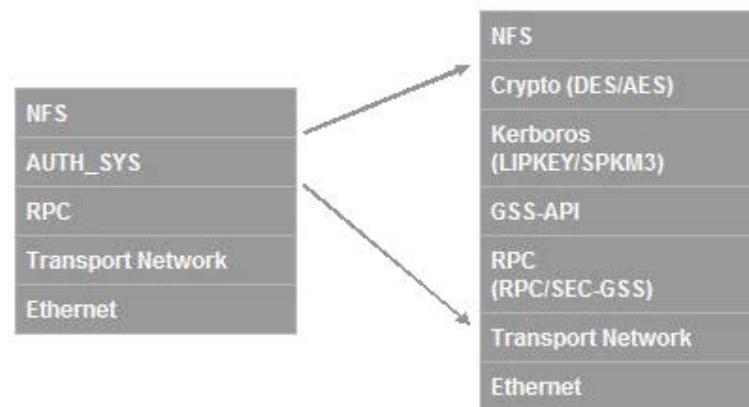 NFS
AUTH_SYS
RPC
Transport Network
Ethernet
NFS
Crypto (DES/AES)
Kerboros
(LIPKEY/SPKM3)
GSS-API
RPC
(RPC/SEC-GSS)
Transport Network
Ethernet